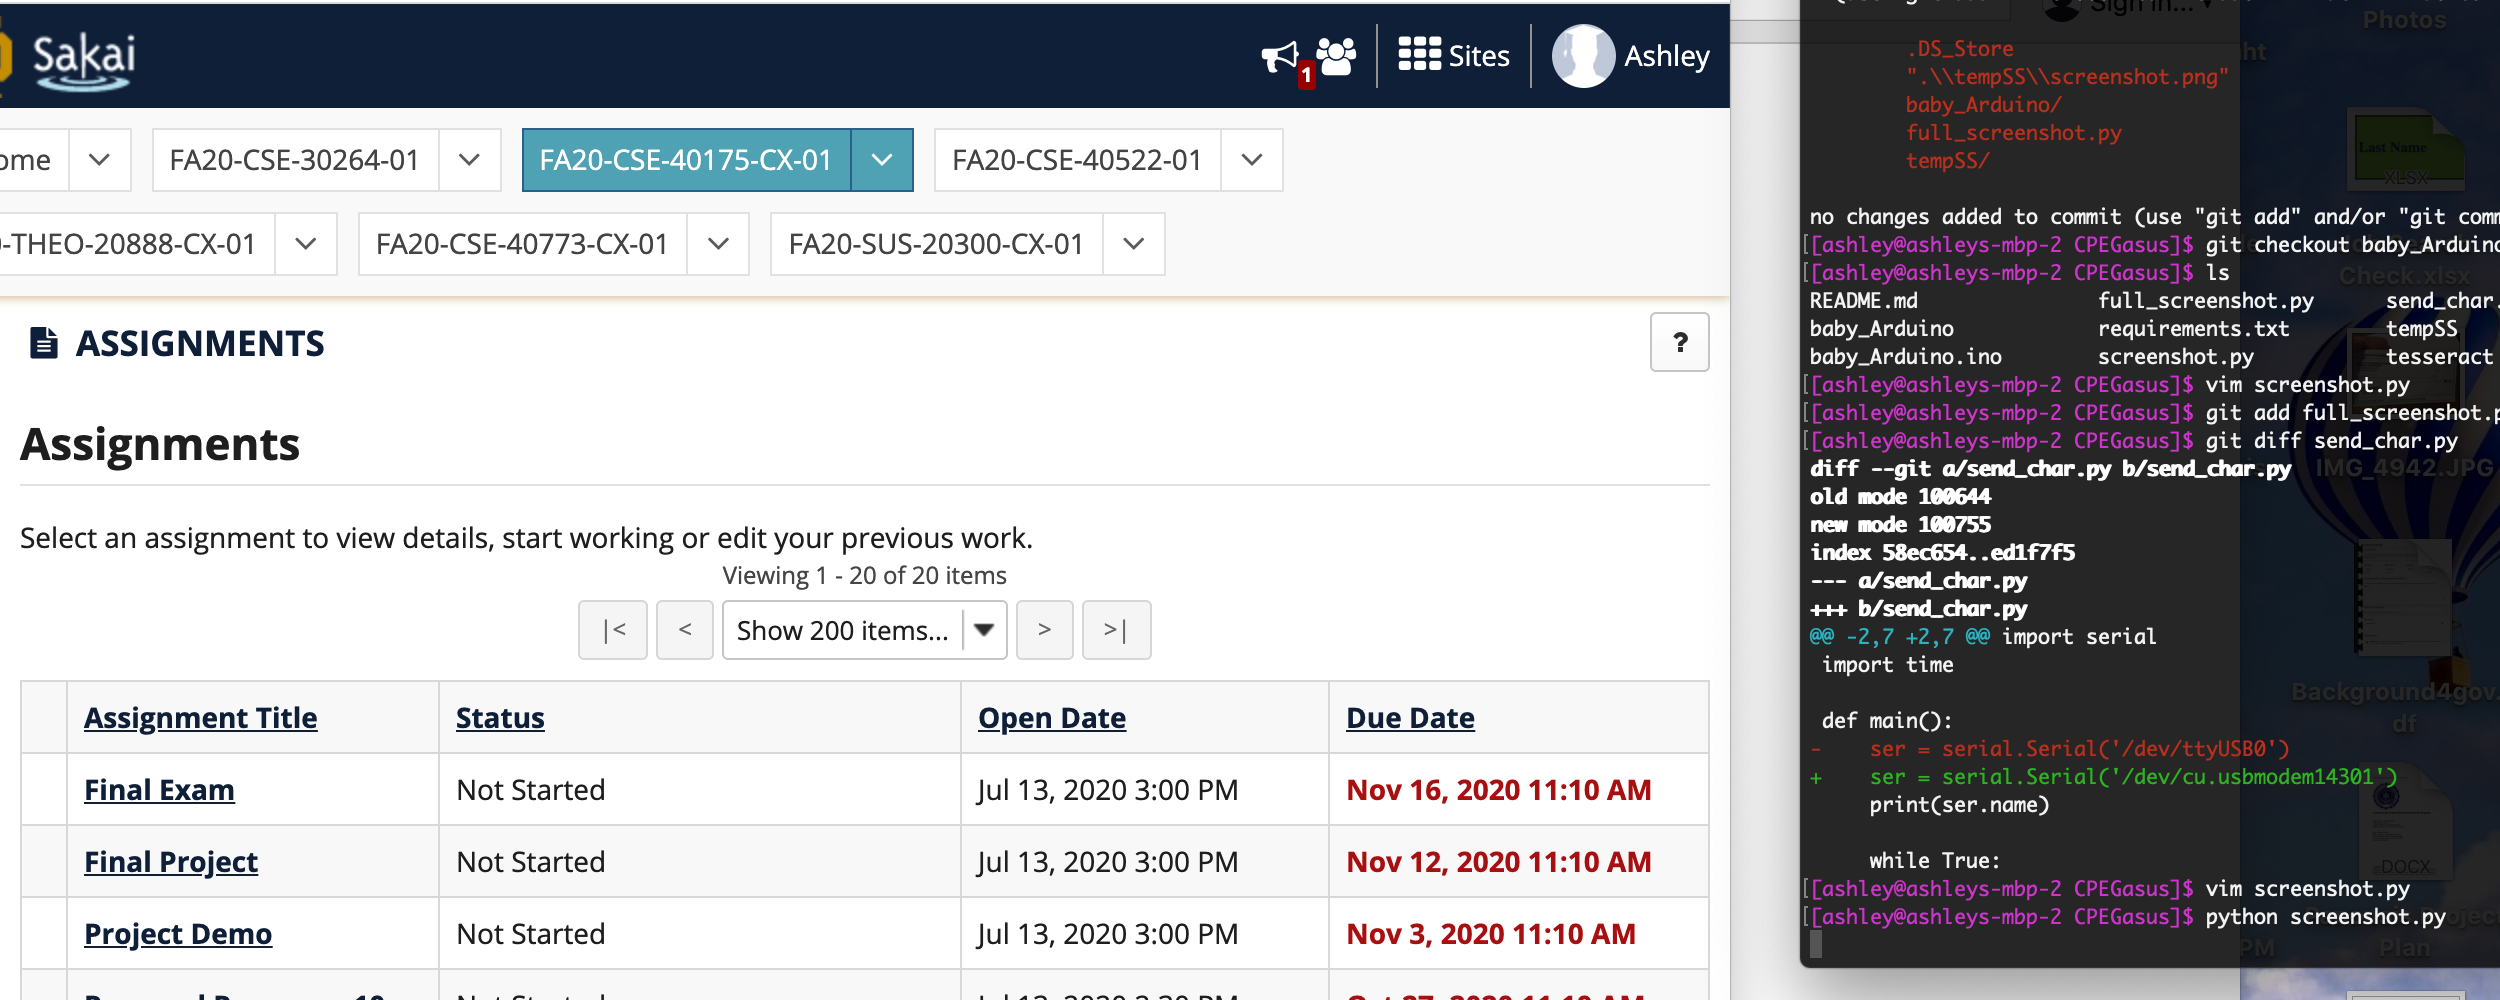 Sakai
1
Sites
Ashley
ome
FA20-CSE-30264-01
FA20-CSE-40175-CX-01
FA20-CSE-40522-01
-THEO-20888-CX-01
FA20-CSE-40773-CX-01
FA20-SUS-20300-CX-01
ASSIGNMENTS
?
Assignments
Select an assignment to view details, start working or edit your previous work.
Viewing 1 - 20 of 20 items
|< < Show 200 items... > >|
Assignment Title Status Open Date Due Date
Final Exam Not Started Jul 13, 2020 3:00 PM Nov 16, 2020 11:10 AM
Final Project Not Started Jul 13, 2020 3:00 PM Nov 12, 2020 11:10 AM
Project Demo Not Started Jul 13, 2020 3:00 PM Nov 3, 2020 11:10 AM
Sign in...
.DS_Store
".\\tempSS\\screenshot.png"
baby_Arduino/
full_screenshot.py
tempSS/
no changes added to commit (use "git add" and/or "git comm
[[ashley@ashleys-mbp-2 CPEGasus]$ git checkout baby_Arduino
[[ashley@ashleys-mbp-2 CPEGasus]$ ls
README.md full_screenshot.py send_char.
baby_Arduino requirements.txt tempSS
baby_Arduino.ino screenshot.py tesseract
[[ashley@ashleys-mbp-2 CPEGasus]$ vim screenshot.py
[[ashley@ashleys-mbp-2 CPEGasus]$ git add full_screenshot.p
[[ashley@ashleys-mbp-2 CPEGasus]$ git diff send_char.py
diff --git a/send_char.py b/send_char.py
old mode 100644
new mode 100755
index 58ec654..ed1f7f5
--- a/send_char.py
+++ b/send_char.py
@@ -2,7 +2,7 @@ import serial
import time
def main():
- ser = serial.Serial('/dev/ttyUSB0')
+ ser = serial.Serial('/dev/cu.usbmodem14301')
print(ser.name)
while True:
[[ashley@ashleys-mbp-2 CPEGasus]$ vim screenshot.py
[[ashley@ashleys-mbp-2 CPEGasus]$ python screenshot.py
Photos
ht
Last Name
XLSX
Check.xlsx
IMG_4942.JPG
Background4gov.
df
DOCX
PM
Plan